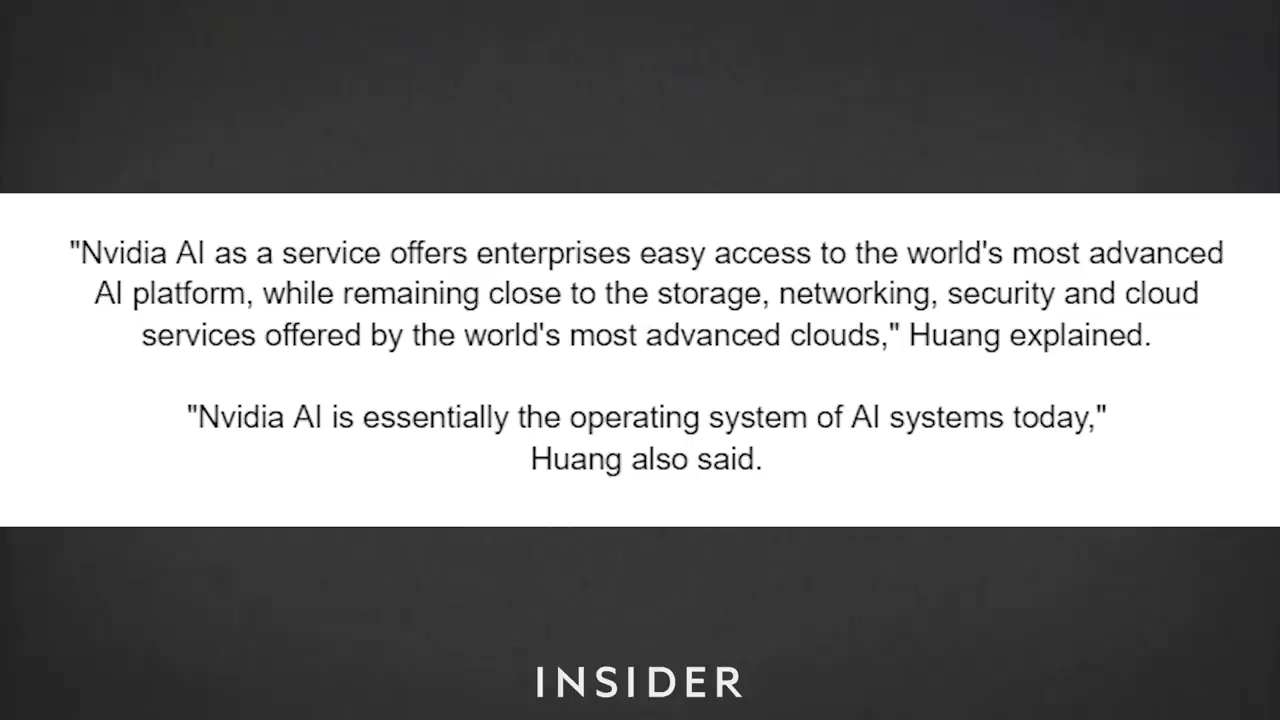 "Nvidia AI as a service offers enterprises easy access to the world's most advanced
AI platform, while remaining close to the storage, networking, security and cloud
services offered by the world's most advanced clouds," Huang explained.
"Nvidia AI is essentially the operating system of AI systems today,"
Huang also said.
INSIDER